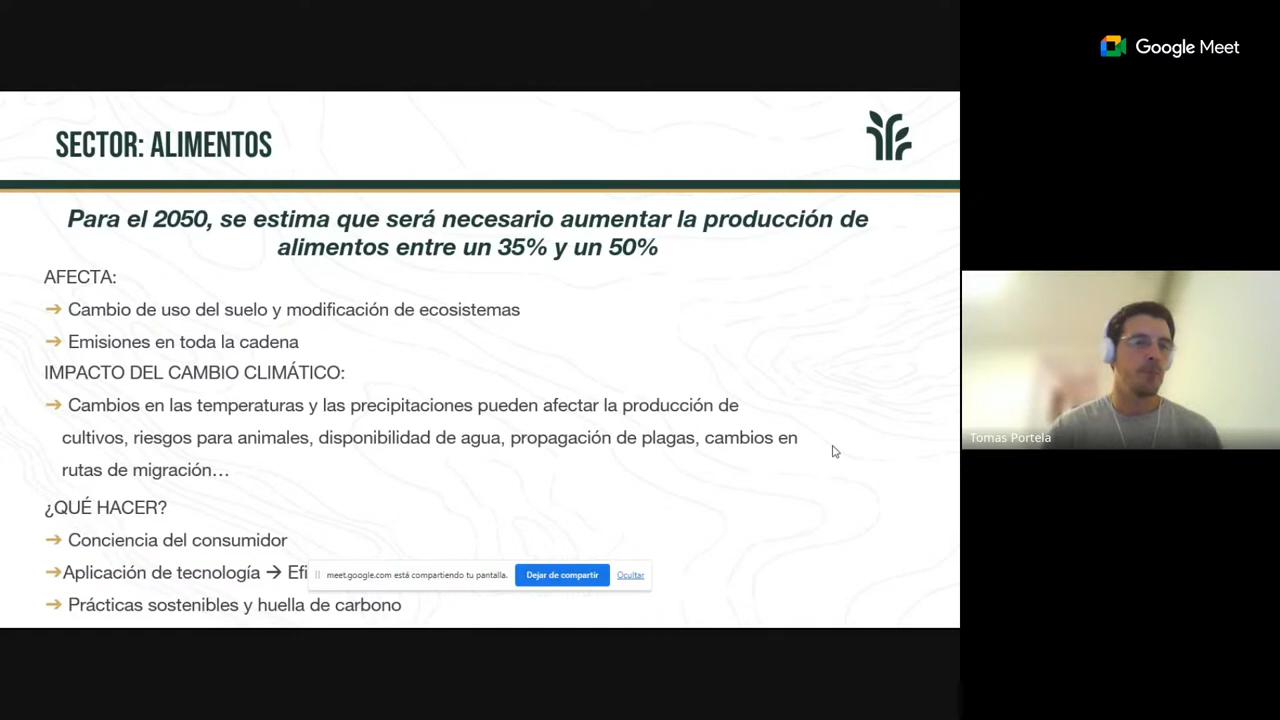 Google Meet
SECTOR: ALIMENTOS
Para el 2050, se estima que será necesario aumentar la producción de
alimentos entre un 35% y un 50%
AFECTA:
➔ Cambio de uso del suelo y modificación de ecosistemas
➔ Emisiones en toda la cadena
IMPACTO DEL CAMBIO CLIMÁTICO:
➔ Cambios en las temperaturas y las precipitaciones pueden afectar la producción de
cultivos, riesgos para animales, disponibilidad de agua, propagación de plagas, cambios en
rutas de migración…
¿QUÉ HACER?
➔ Conciencia del consumidor
➔Aplicación de tecnología → Efi
meet.google.com está compartiendo tu pantalla. Dejar de compartir Ocultar
➔ Prácticas sostenibles y huella de carbono
Tomas Portela